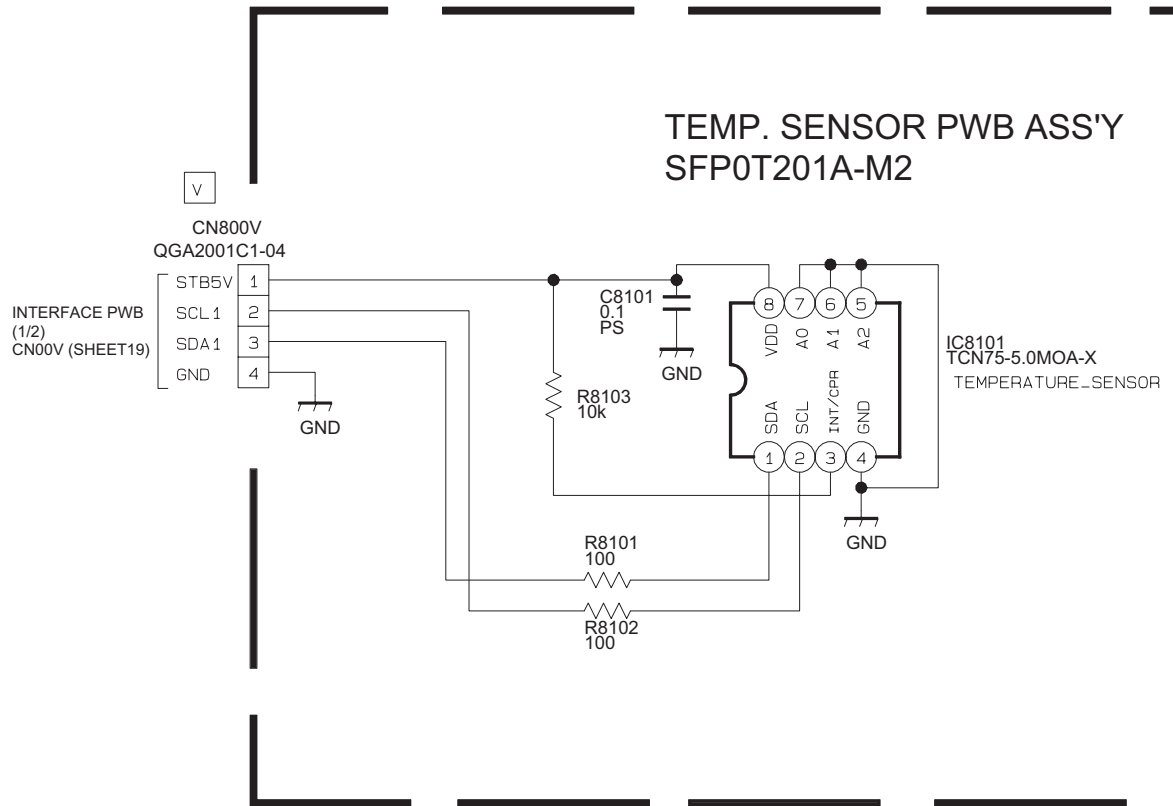 TEMP. SENSOR PWB ASS'Y
SFP0T201A-M2
V
CN800V
QGA2001C1-04
INTERFACE PWB
(1/2)
CN00V (SHEET19)
STB5V 1
SCL1 2
SDA1 3
GND 4
GND
C8101
0.1
PS
GND
R8103
10k
8 7 6 5
VDD A0 A1 A2
SDA SCL INT/CPR GND
1 2 3 4
IC8101
TCN75-5.0MOA-X
TEMPERATURE_SENSOR
GND
R8101
100
R8102
100